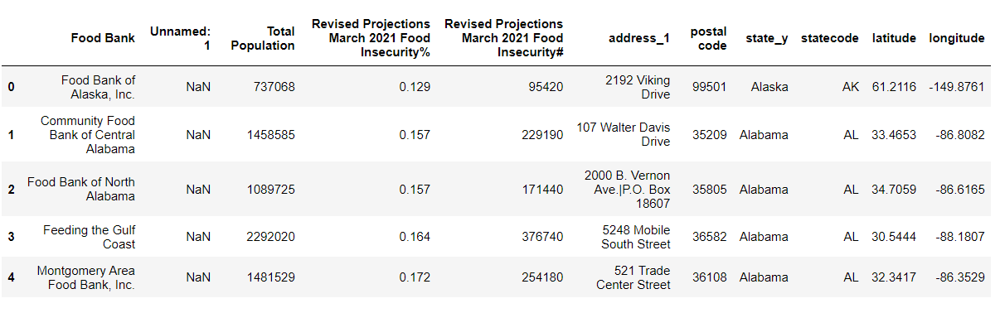 Food Bank Unnamed: 1 Total Population Revised Projections March 2021 Food Insecurity% Revised Projections March 2021 Food Insecurity# address_1 postal code state_y statecode latitude longitude
0 Food Bank of Alaska, Inc. NaN 737068 0.129 95420 2192 Viking Drive 99501 Alaska AK 61.2116 -149.8761
1 Community Food Bank of Central Alabama NaN 1458585 0.157 229190 107 Walter Davis Drive 35209 Alabama AL 33.4653 -86.8082
2 Food Bank of North Alabama NaN 1089725 0.157 171440 2000 B. Vernon Ave.|P.O. Box 18607 35805 Alabama AL 34.7059 -86.6165
3 Feeding the Gulf Coast NaN 2292020 0.164 376740 5248 Mobile South Street 36582 Alabama AL 30.5444 -88.1807
4 Montgomery Area Food Bank, Inc. NaN 1481529 0.172 254180 521 Trade Center Street 36108 Alabama AL 32.3417 -86.3529